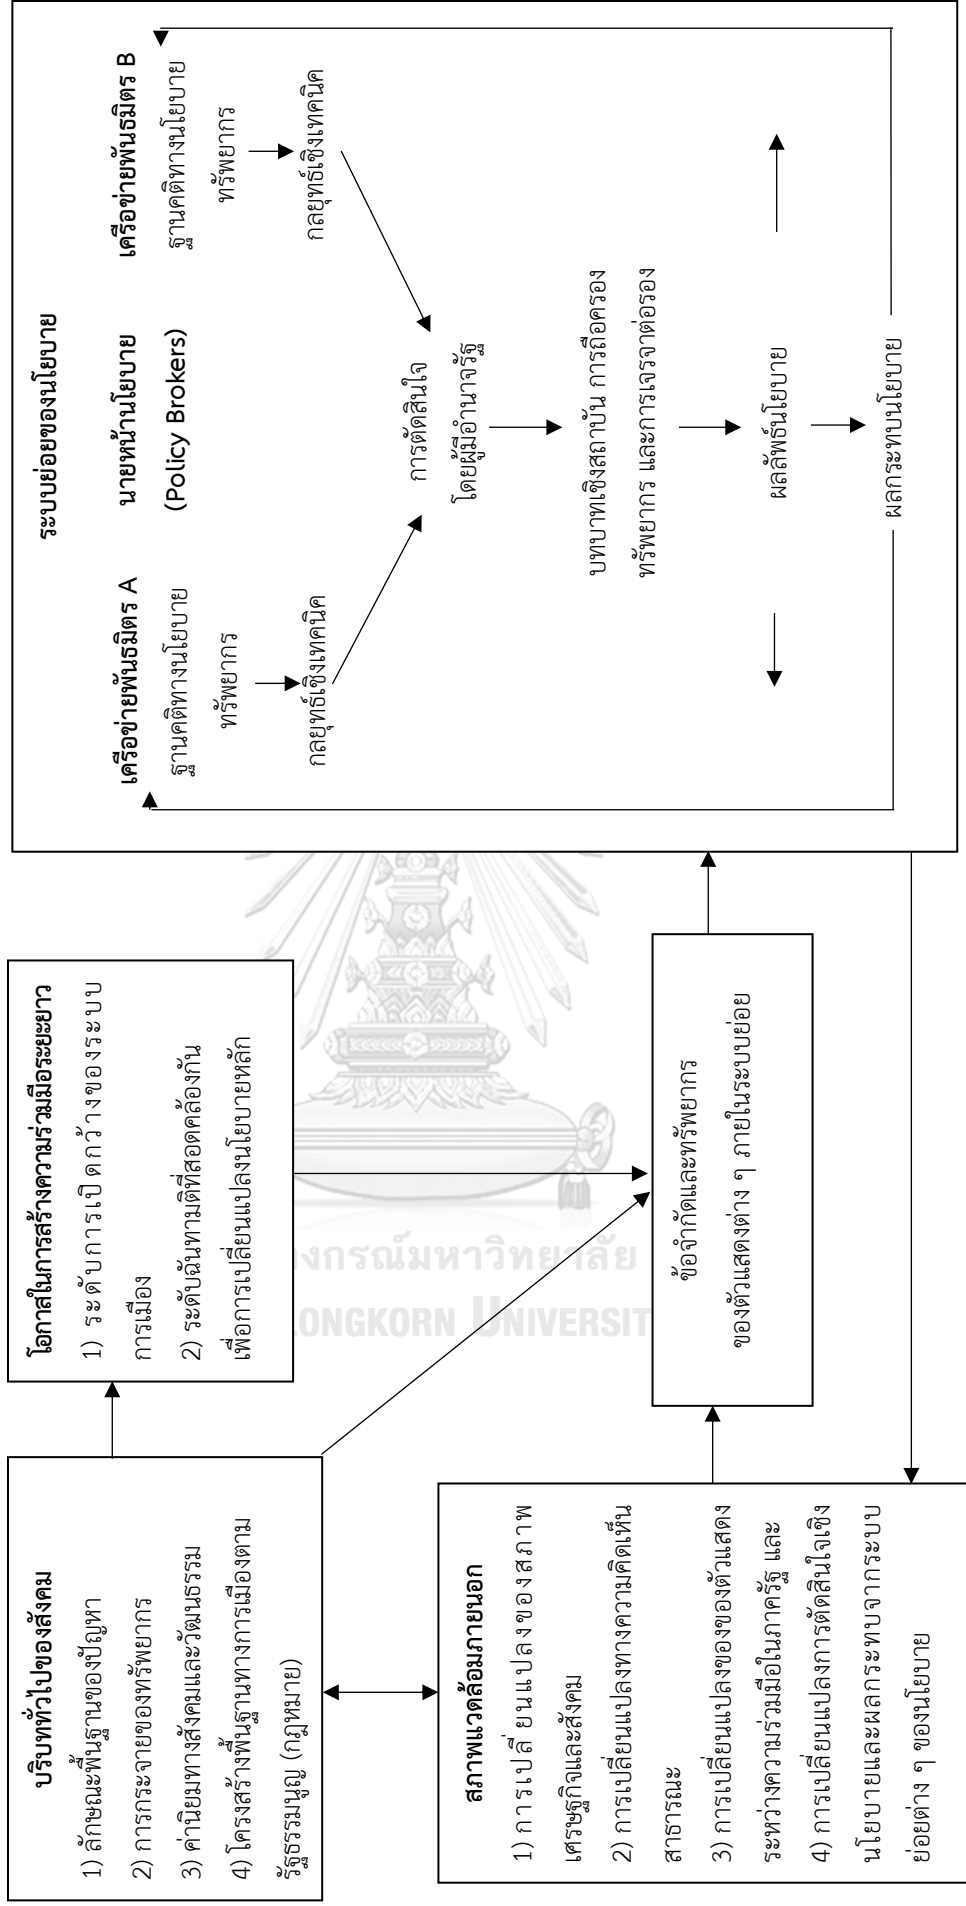 บริบททั่วไปของสังคม
1) ลักษณะพื้นฐานของปัญหา
2) การกระจายของทรัพยากร
3) ค่านิยมทางสังคมและวัฒนธรรม
4) โครงสร้างพื้นฐานทางการเมืองตาม
รัฐธรรมนูญ (กฎหมาย)
โอกาสในการสร้างความร่วมมือระยะยาว
1) ระดับการเปิดกว้างของระบบ
การเมือง
2) ระดับฉันทามติที่สอดคล้องกัน
เพื่อการเปลี่ยนแปลงนโยบายหลัก
สภาพแวดล้อมภายนอก
1) การเปลี่ยนแปลงของสภาพ
เศรษฐกิจและสังคม
2) การเปลี่ยนแปลงทางความคิดเห็น
สาธารณะ
3) การเปลี่ยนแปลงของของตัวแสดง
ระหว่างความร่วมมือในภาครัฐ และ
4) การเปลี่ยนแปลงการตัดสินใจเชิง
นโยบายและผลกระทบจากระบบ
ย่อยต่าง ๆ ของนโยบาย
ข้อจำกัดและทรัพยากร
ของตัวแสดงต่าง ๆ ภายในระบบย่อย
ระบบย่อยของนโยบาย
เครือข่ายพันธมิตร A
ฐานคติทางนโยบาย
ทรัพยากร
กลยุทธ์เชิงเทคนิค
นายหน้านโยบาย
(Policy Brokers)
เครือข่ายพันธมิตร B
ฐานคติทางนโยบาย
ทรัพยากร
กลยุทธ์เชิงเทคนิค
การตัดสินใจ
โดยผู้มีอำนาจรัฐ
บทบาทเชิงสถาบัน การถือครอง
ทรัพยากร และการเจรจาต่อรอง
ผลลัพธ์นโยบาย
ผลกระทบนโยบาย
งกรณ์มหาวิทยาลัย
LONGKORN UNIVERSIT